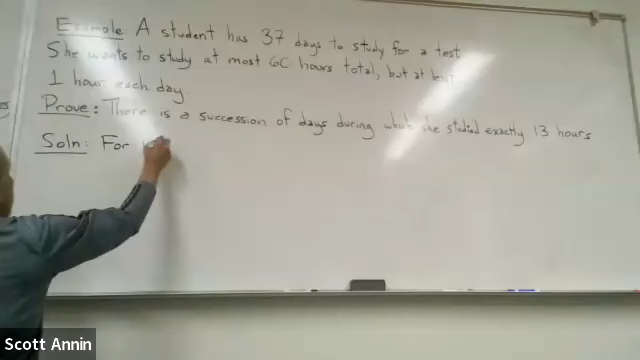 Example: A student has 37 days to study for a test
She wants to study at most 60 hours total, but at least
1 hour each day.
Prove: There is a succession of days during which she studied exactly 13 hours
Soln: For
Scott Annin